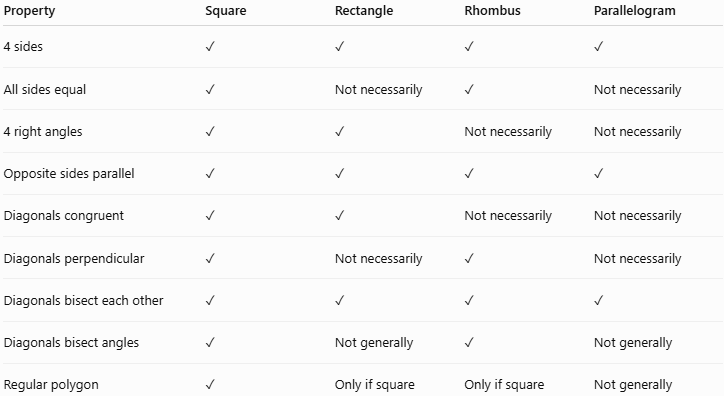 Property Square Rectangle Rhombus Parallelogram
4 sides ✓ ✓ ✓ ✓
All sides equal ✓ Not necessarily ✓ Not necessarily
4 right angles ✓ ✓ Not necessarily Not necessarily
Opposite sides parallel ✓ ✓ ✓ ✓
Diagonals congruent ✓ ✓ Not necessarily Not necessarily
Diagonals perpendicular ✓ Not necessarily ✓ Not necessarily
Diagonals bisect each other ✓ ✓ ✓ ✓
Diagonals bisect angles ✓ Not generally ✓ Not generally
Regular polygon ✓ Only if square Only if square Not generally